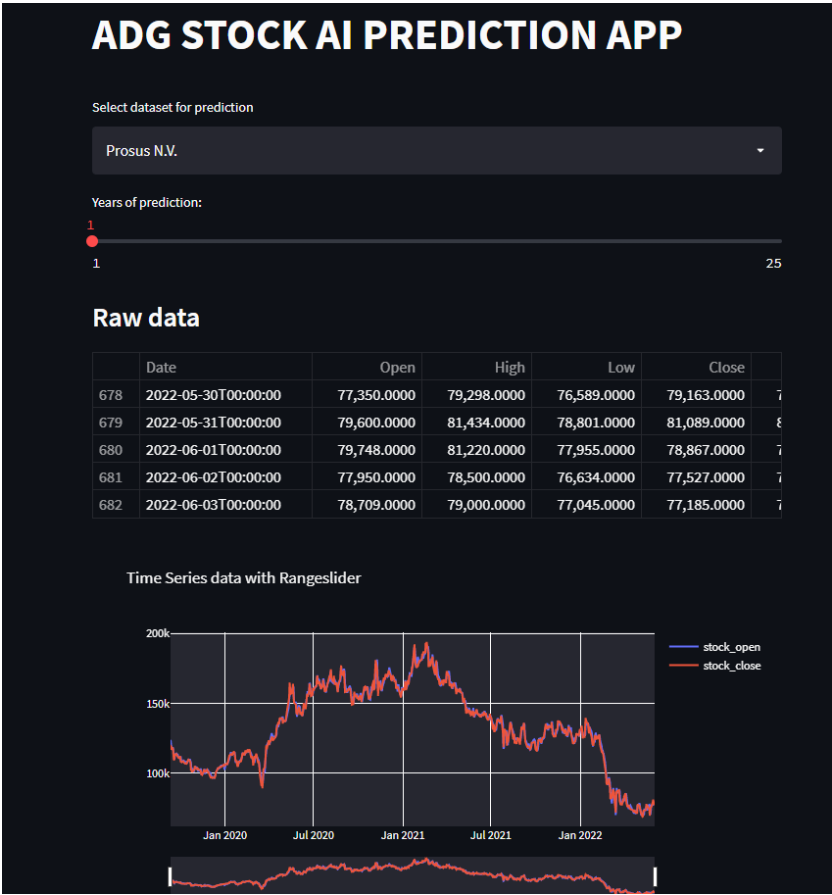 ADG STOCK AI PREDICTION APP
Select dataset for prediction
Prosus N.V.
Years of prediction:
1
1 25
Raw data
Date Open High Low Close
678 2022-05-30T00:00:00 77,350.0000 79,298.0000 76,589.0000 79,163.0000
679 2022-05-31T00:00:00 79,600.0000 81,434.0000 78,801.0000 81,089.0000
680 2022-06-01T00:00:00 79,748.0000 81,220.0000 77,955.0000 78,867.0000
681 2022-06-02T00:00:00 77,950.0000 78,500.0000 76,634.0000 77,527.0000
682 2022-06-03T00:00:00 78,709.0000 79,000.0000 77,045.0000 77,185.0000
Time Series data with Rangeslider
200k
stock_open
stock_close
150k
100k
Jan 2020 Jul 2020 Jan 2021 Jul 2021 Jan 2022